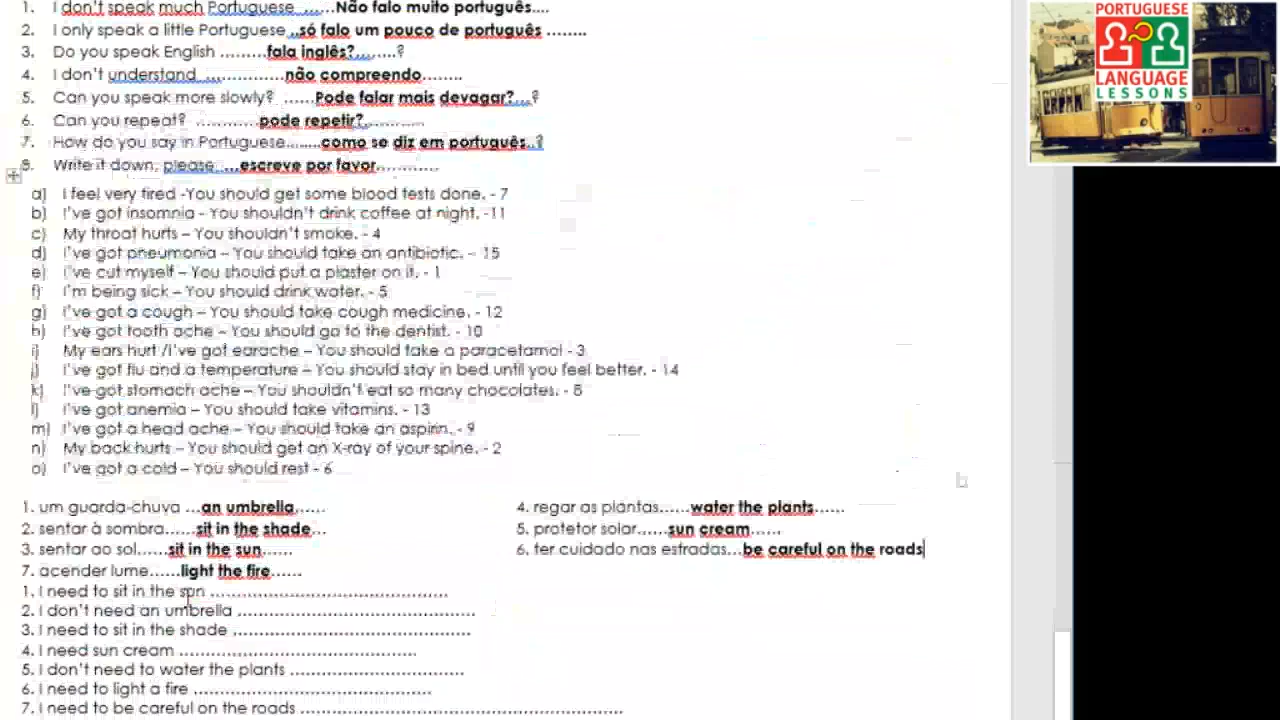 1. I don't speak much Portuguese ......Não falo muito português....
2. I only speak a little Portuguese ..só falo um pouco de português ........
3. Do you speak English .........fala inglês?........?
4. I don't understand ................não compreendo........
5. Can you speak more slowly? ......Pode falar mais devagar?....?
6. Can you repeat? ............pode repetir?............
7. How do you say in Portuguese.......como se diz em português..?
8. Write it down, please ....escreve por favor............
a) I feel very tired -You should get some blood tests done. - 7
b) I've got insomnia - You shouldn't drink coffee at night. -11
c) My throat hurts – You shouldn't smoke. - 4
d) I've got pneumonia – You should take an antibiotic. – 15
e) I've cut myself – You should put a plaster on it. - 1
f) I'm being sick – You should drink water. - 5
g) I've got a cough – You should take cough medicine. - 12
h) I've got tooth ache – You should go to the dentist. - 10
i) My ears hurt /I've got earache – You should take a paracetamol - 3
j) I've got flu and a temperature – You should stay in bed until you feel better. - 14
k) I've got stomach ache – You shouldn't eat so many chocolates. - 8
l) I've got anemia – You should take vitamins. - 13
m) I've got a head ache – You should take an aspirin. - 9
n) My back hurts – You should get an X-ray of your spine. - 2
o) I've got a cold – You should rest - 6
1. um guarda-chuva ...an umbrella...... 4. regar as plantas......water the plants......
2. sentar à sombra......sit in the shade... 5. protetor solar......sun cream......
3. sentar ao sol......sit in the sun...... 6. ter cuidado nas estradas...be careful on the roads
7. acender lume......light the fire......
1. I need to sit in the sun ................................................
2. I don't need an umbrella ................................................
3. I need to sit in the shade ................................................
4. I need sun cream ................................................
5. I don't need to water the plants ....................................
6. I need to light a fire ................................................
7. I need to be careful on the roads .................................................................
PORTUGUESE
LANGUAGE
LESSONS